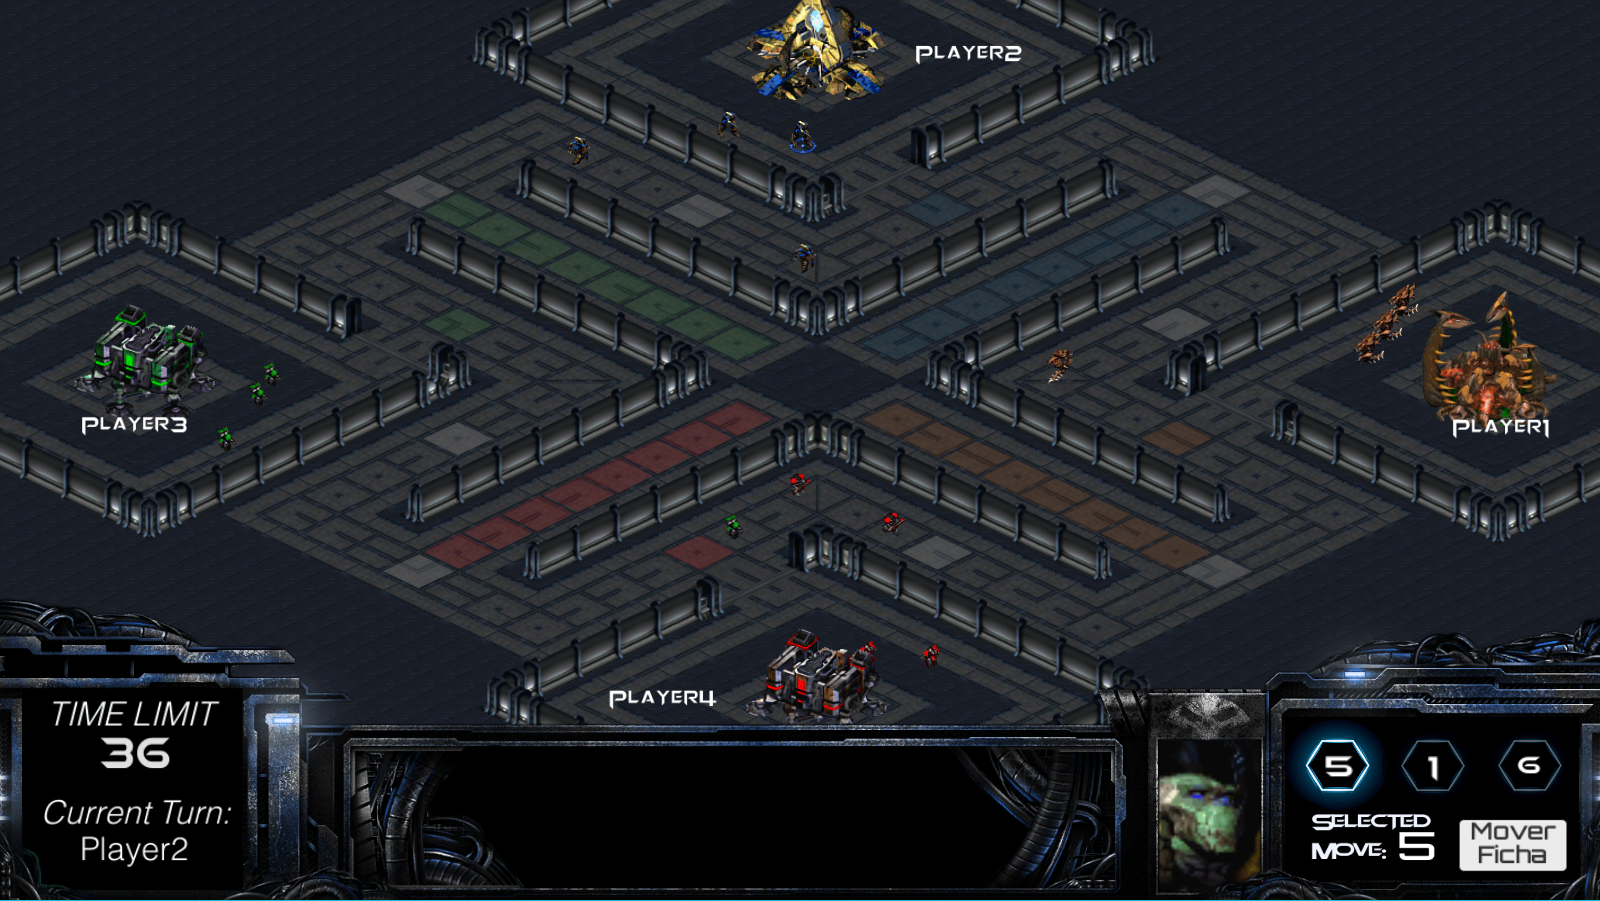 PLAYER2
PLAYER3
PLAYER1
PLAYER4
TIME LIMIT
36
Current Turn:
Player2
5 1 6
SELECTED
MOVE: 5
Mover
Ficha